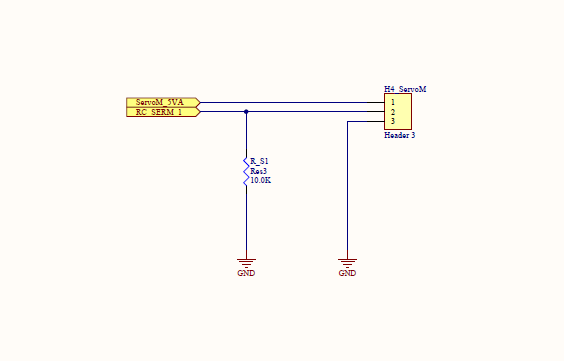 H4_ServoM
ServoM_5VA
1
RC_SERM_1
2
3
Header 3
R_S1
Res3
10.0K
GND
GND